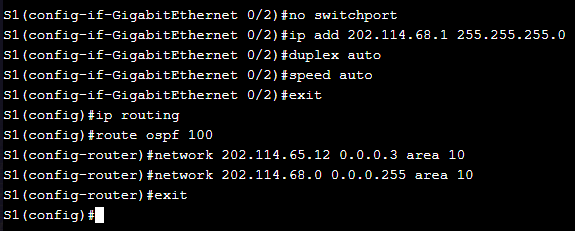 S1(config-if-GigabitEthernet 0/2)#no switchport
S1(config-if-GigabitEthernet 0/2)#ip add 202.114.68.1 255.255.255.0
S1(config-if-GigabitEthernet 0/2)#duplex auto
S1(config-if-GigabitEthernet 0/2)#speed auto
S1(config-if-GigabitEthernet 0/2)#exit
S1(config)#ip routing
S1(config)#route ospf 100
S1(config-router)#network 202.114.65.12 0.0.0.3 area 10
S1(config-router)#network 202.114.68.0 0.0.0.255 area 10
S1(config-router)#exit
S1(config)#